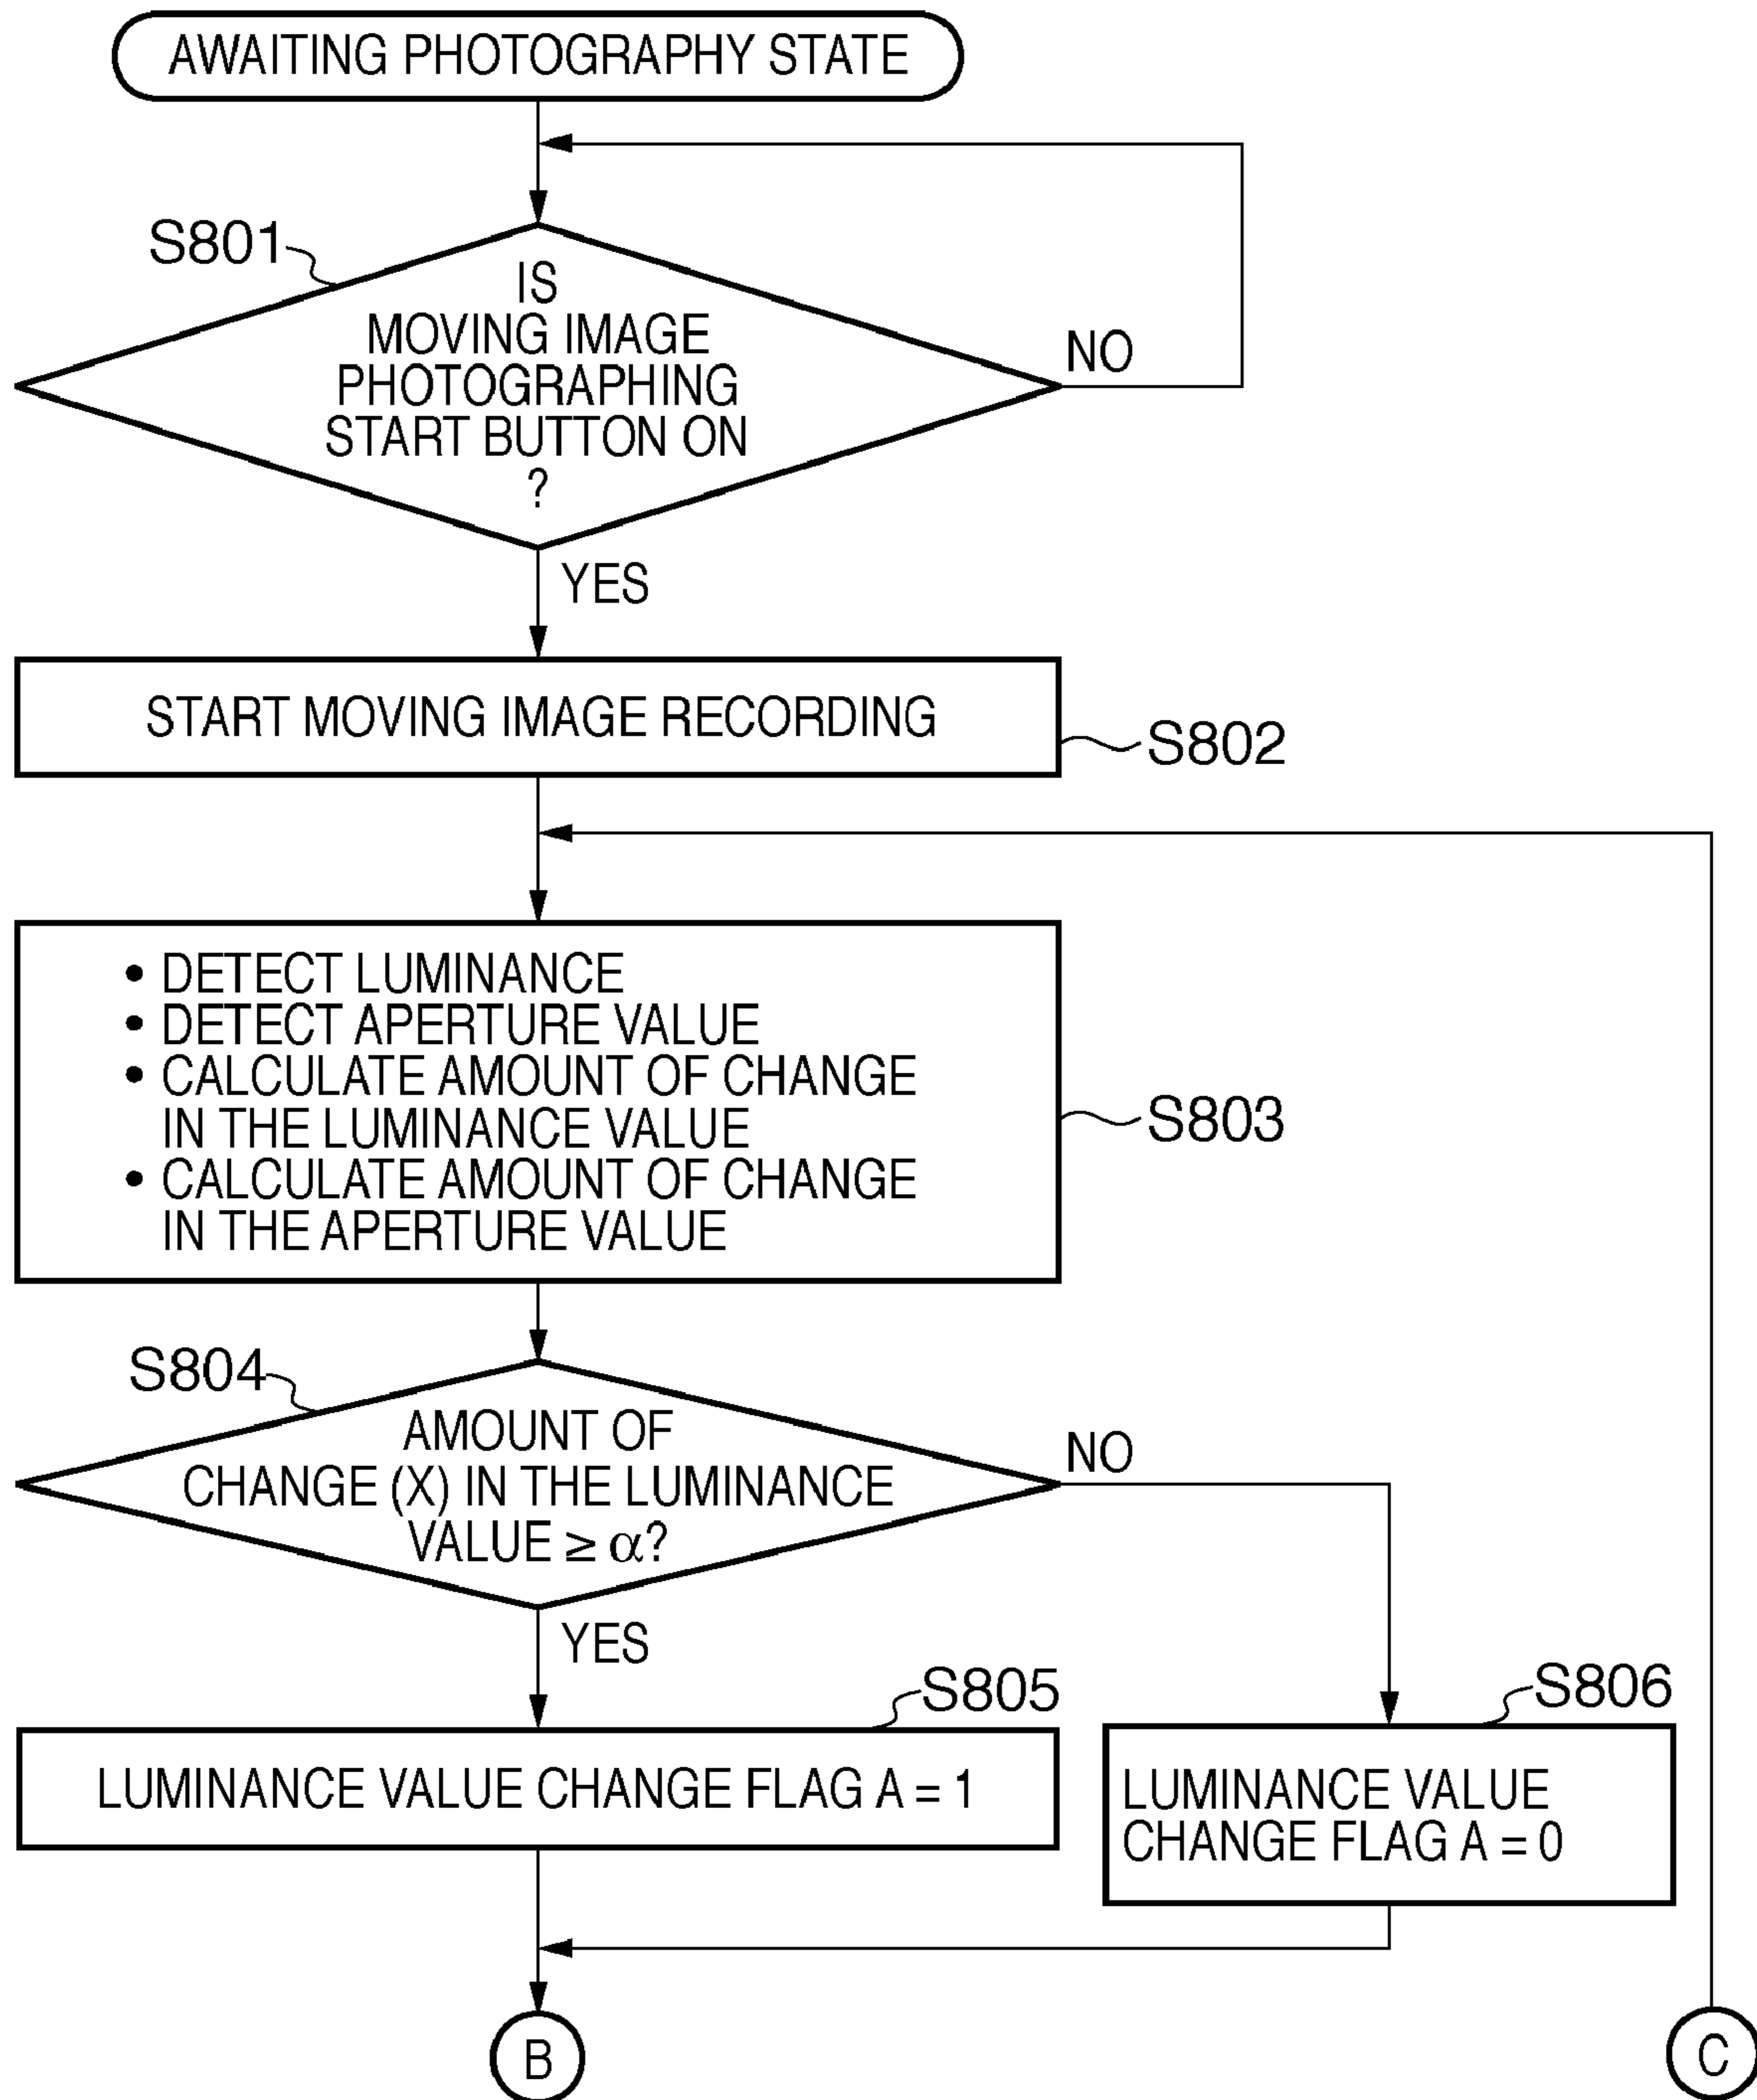 AWAITING PHOTOGRAPHY STATE
S801
IS
MOVING IMAGE
PHOTOGRAPHING
START BUTTON ON
?
NO
YES
START MOVING IMAGE RECORDING
S802
• DETECT LUMINANCE
• DETECT APERTURE VALUE
• CALCULATE AMOUNT OF CHANGE
IN THE LUMINANCE VALUE
• CALCULATE AMOUNT OF CHANGE
IN THE APERTURE VALUE
S803
S804
AMOUNT OF
CHANGE (X) IN THE LUMINANCE
VALUE ≥ α?
NO
YES
S805
LUMINANCE VALUE CHANGE FLAG A = 1
S806
LUMINANCE VALUE
CHANGE FLAG A = 0
B
C